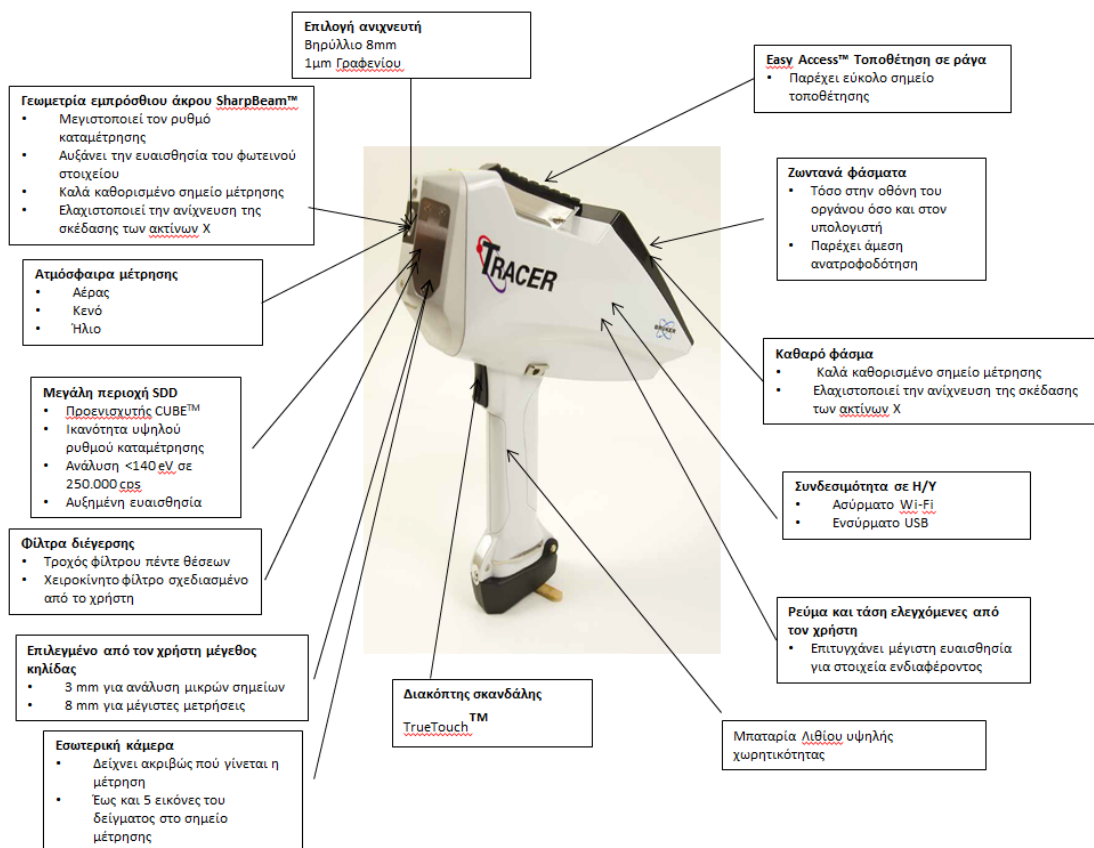 Επιλογή ανιχνευτή
Βηρύλλιο 8mm
1μm Γραφενίου
Easy Access™ Τοποθέτηση σε ράγα
• Παρέχει εύκολο σημείο
τοποθέτησης
Γεωμετρία εμπρόσθιου άκρου SharpBeam™
• Μεγιστοποιεί τον ρυθμό
καταμέτρησης
• Αυξάνει την ευαισθησία του φωτεινού
στοιχείου
• Καλά καθορισμένο σημείο μέτρησης
• Ελαχιστοποιεί την ανίχνευση της
σκέδασης των ακτίνων Χ
Ζωντανά φάσματα
• Τόσο στην οθόνη του
οργάνου όσο και στον
υπολογιστή
• Παρέχει άμεση
ανατροφοδότηση
Ατμόσφαιρα μέτρησης
• Αέρας
• Κενό
• Ήλιο
TRACER
BRUKER
Καθαρό φάσμα
• Καλά καθορισμένο σημείο μέτρησης
• Ελαχιστοποιεί την ανίχνευση της σκέδασης
των ακτίνων Χ
Μεγάλη περιοχή SDD
• Προενισχυτής CUBE™
• Ικανότητα υψηλού
ρυθμού καταμέτρησης
• Ανάλυση <140 eV σε
250.000 cps
• Αυξημένη ευαισθησία
Συνδεσιμότητα σε Η/Υ
• Ασύρματο Wi-Fi
• Ενσύρματο USB
Φίλτρα διέγερσης
• Τροχός φίλτρου πέντε θέσεων
• Χειροκίνητο φίλτρο σχεδιασμένο
από το χρήστη
Ρεύμα και τάση ελεγχόμενες από
τον χρήστη
• Επιτυγχάνει μέγιστη ευαισθησία
για στοιχεία ενδιαφέροντος
Επιλεγμένο από τον χρήστη μέγεθος
κηλίδας
• 3 mm για ανάλυση μικρών σημείων
• 8 mm για μέγιστες μετρήσεις
Διακόπτης σκανδάλης
TrueTouch™
Μπαταρία Λιθίου υψηλής
χωρητικότητας
Εσωτερική κάμερα
• Δείχνει ακριβώς πού γίνεται η
μέτρηση
• Έως και 5 εικόνες του
δείγματος στο σημείο
μέτρησης